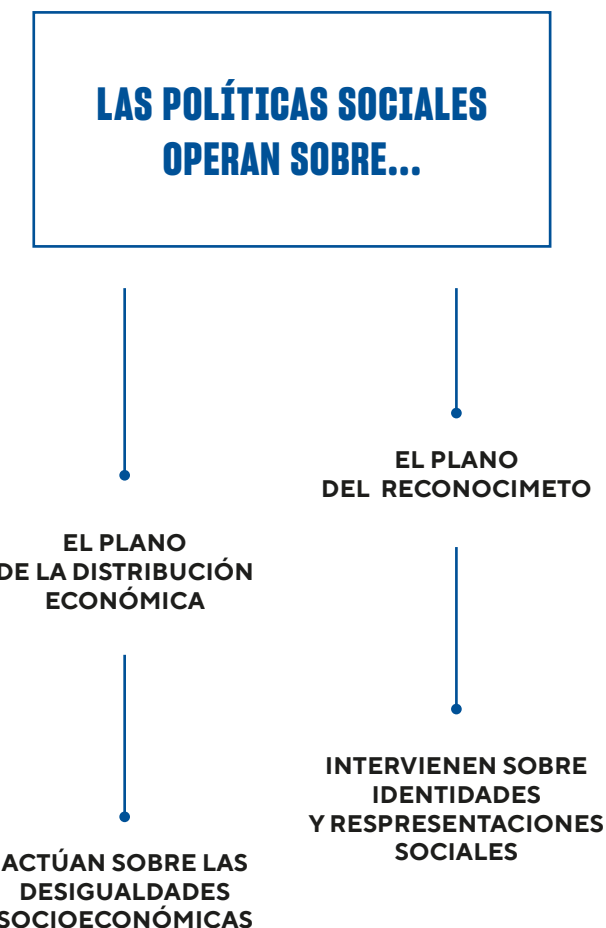 LAS POLÍTICAS SOCIALES
OPERAN SOBRE...
EL PLANO
DE LA DISTRIBUCIÓN
ECONÓMICA
ACTÚAN SOBRE LAS
DESIGUALDADES
SOCIOECONÓMICAS
EL PLANO
DEL RECONOCIMETO
INTERVIENEN SOBRE
IDENTIDADES
Y RESPRESENTACIONES
SOCIALES